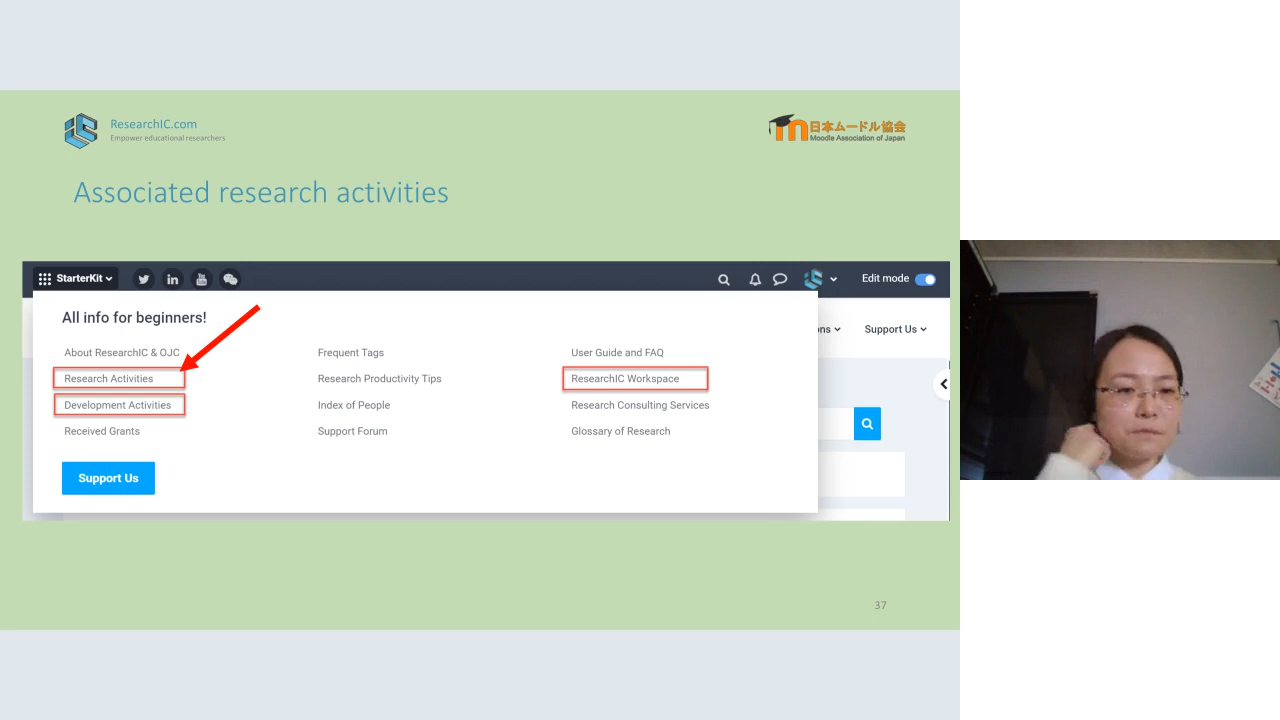 ResearchIC.com
Empower educational researchers
日本ムードル協会
Moodle Association of Japan
Associated research activities
StarterKit
Edit mode
All info for beginners!
ns
Support Us
About ResearchIC & OJC
Frequent Tags
User Guide and FAQ
Research Activities
Research Productivity Tips
ResearchIC Workspace
Development Activities
Index of People
Research Consulting Services
Received Grants
Support Forum
Glossary of Research
Support Us
37